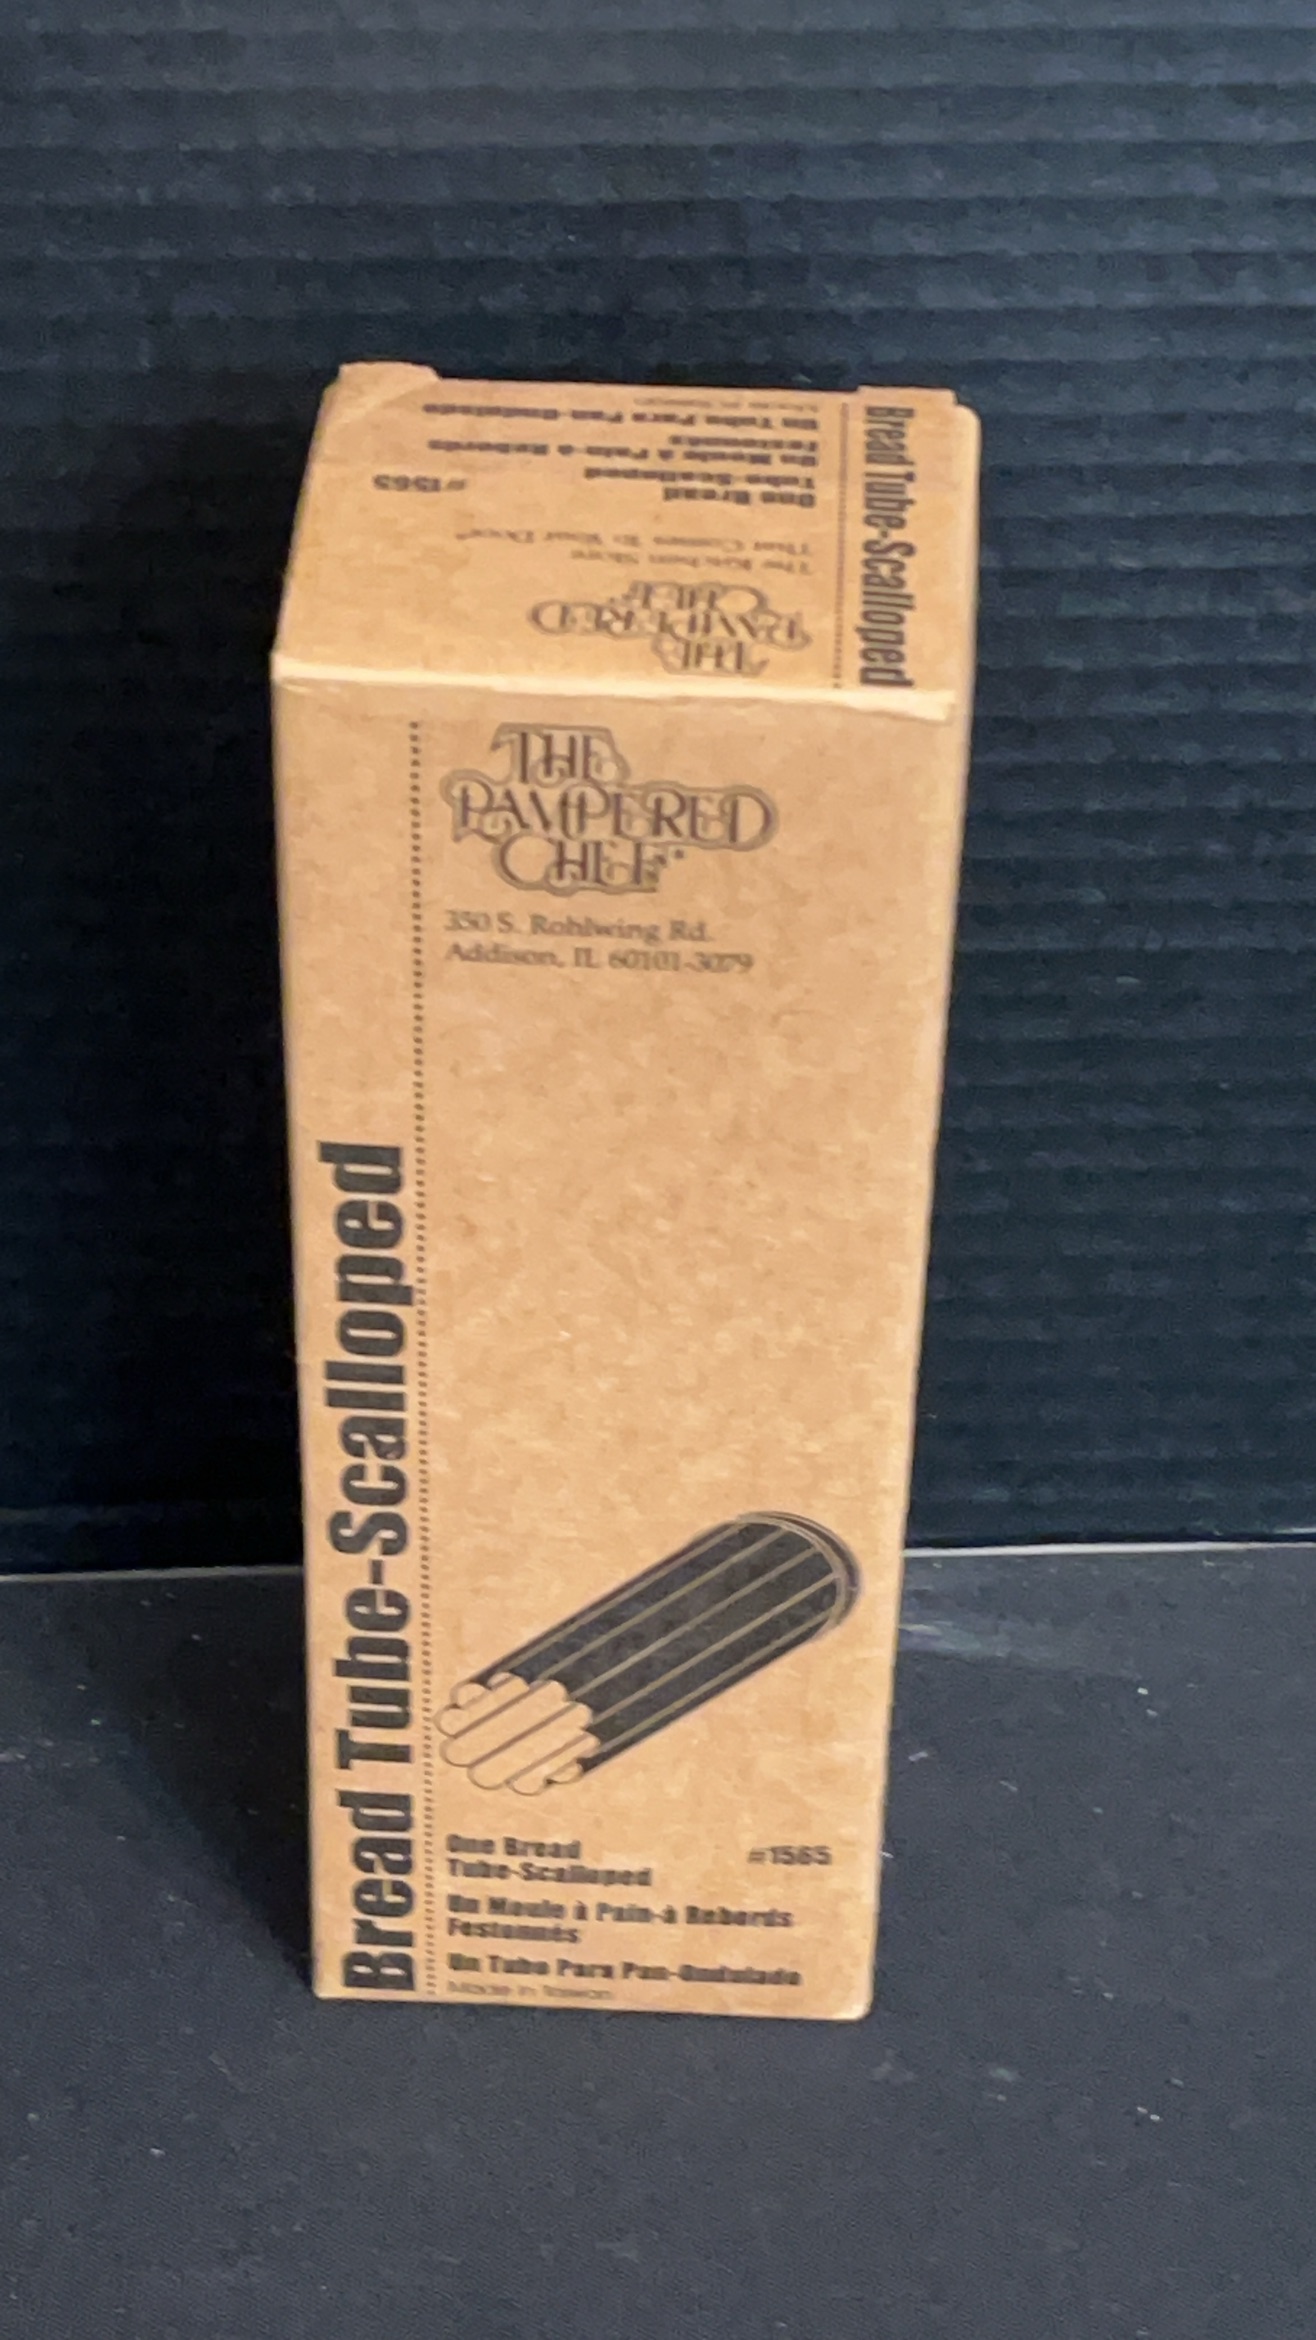 Bread Tube-Scalloped
THE
PAMPERED
CHEF®
The Kitchen Store
That Comes To Your Door®
One Bread
Tube-Scalloped
#1565
Un Moule à Pain-à Rebords
Festonnés
Un Tubo Para Pan-Ondulado
Made in Taiwan
THE
PAMPERED
CHEF®
350 S. Rohlwing Rd.
Addison, IL 60101-3079
Bread Tube-Scalloped
One Bread
Tube-Scalloped
#1565
Un Moule à Pain-à Rebords
Festonnés
Un Tubo Para Pan-Ondulado
Made in Taiwan